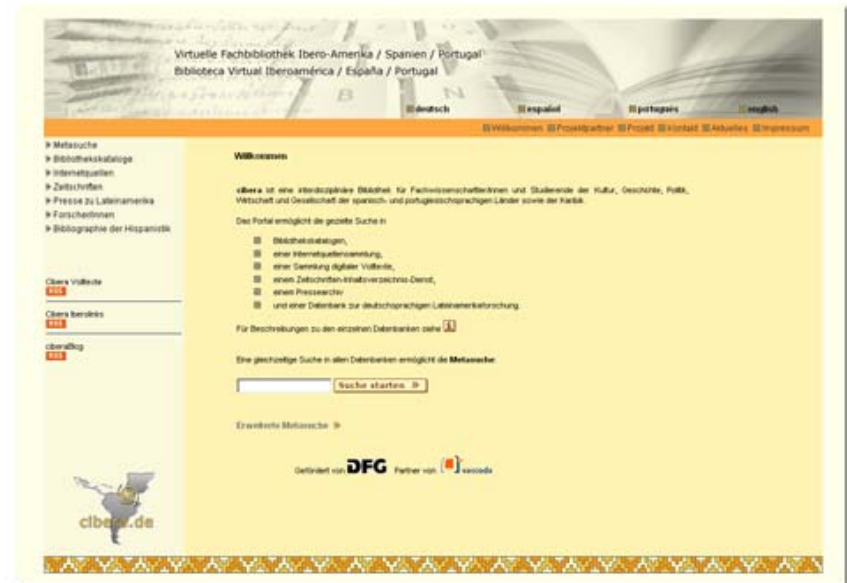 Virtuelle Fachbibliothek Ibero-Amerika / Spanien / Portugal
Biblioteca Virtual Iberoamérica / España / Portugal
B N
deutsch español português english
Willkommen Projektpartner Projekt Kontakt Aktuelles Impressum
Metasuche
Bibliothekskataloge
Internetquellen
Zeitschriften
Presse zu Lateinamerika
ForscherInnen
Bibliographie der Hispanistik
Cibera Volltexte
RSS
Cibera Iberolinks
RSS
ciberaBlog
RSS
cibera.de
Willkommen
cibera ist eine interdisziplinäre Bibliothek für FachwissenschaftlerInnen und Studierende der Kultur, Geschichte, Politik,
Wirtschaft und Gesellschaft der spanisch- und portugiesischsprachigen Länder sowie der Karibik.
Das Portal ermöglicht die gezielte Suche in
Bibliothekskatalogen,
einer Internetquellensammlung,
einer Sammlung digitaler Volltexte,
einem Zeitschriften-Inhaltsverzeichnis-Dienst,
einem Pressearchiv
und einer Datenbank zur deutschsprachigen Lateinamerikaforschung.
Für Beschreibungen zu den einzelnen Datenbanken siehe i
Eine gleichzeitige Suche in allen Datenbanken ermöglicht die Metasuche:
Suche starten »
Erweiterte Metasuche »
Gefördert von DFG Partner von vascoda